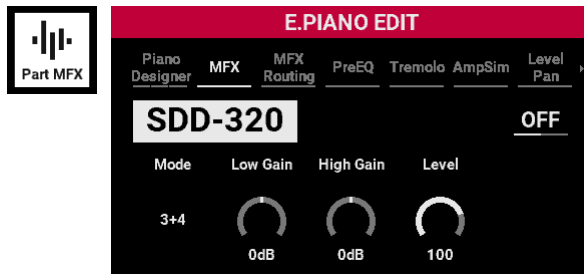 Part MFX
E.PIANO EDIT
Piano Designer MFX MFX Routing PreEQ Tremolo AmpSim Level Pan
SDD-320 OFF
Mode Low Gain High Gain Level
3+4 0dB 0dB 100